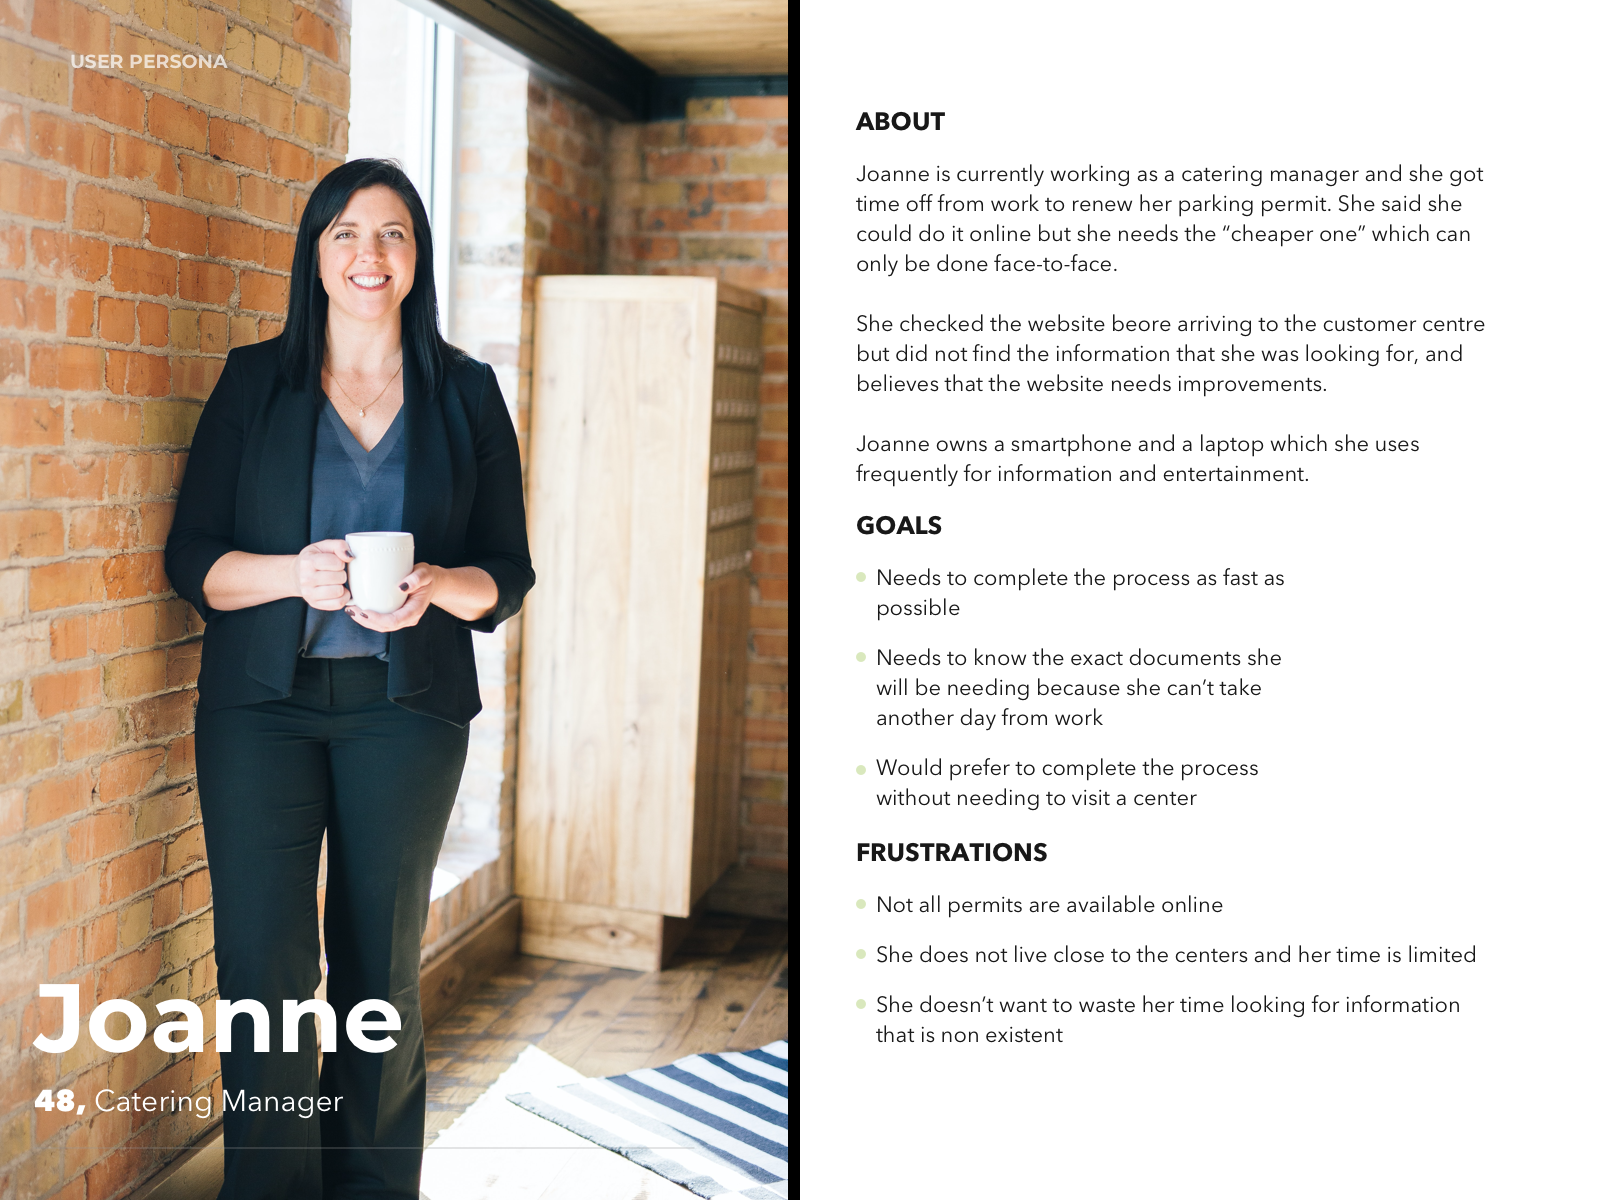 USER PERSONA
Joanne
48, Catering Manager
ABOUT
Joanne is currently working as a catering manager and she got
time off from work to renew her parking permit. She said she
could do it online but she needs the “cheaper one” which can
only be done face-to-face.
She checked the website beore arriving to the customer centre
but did not find the information that she was looking for, and
believes that the website needs improvements.
Joanne owns a smartphone and a laptop which she uses
frequently for information and entertainment.
GOALS
Needs to complete the process as fast as
possible
Needs to know the exact documents she
will be needing because she can’t take
another day from work
Would prefer to complete the process
without needing to visit a center
FRUSTRATIONS
Not all permits are available online
She does not live close to the centers and her time is limited
She doesn’t want to waste her time looking for information
that is non existent